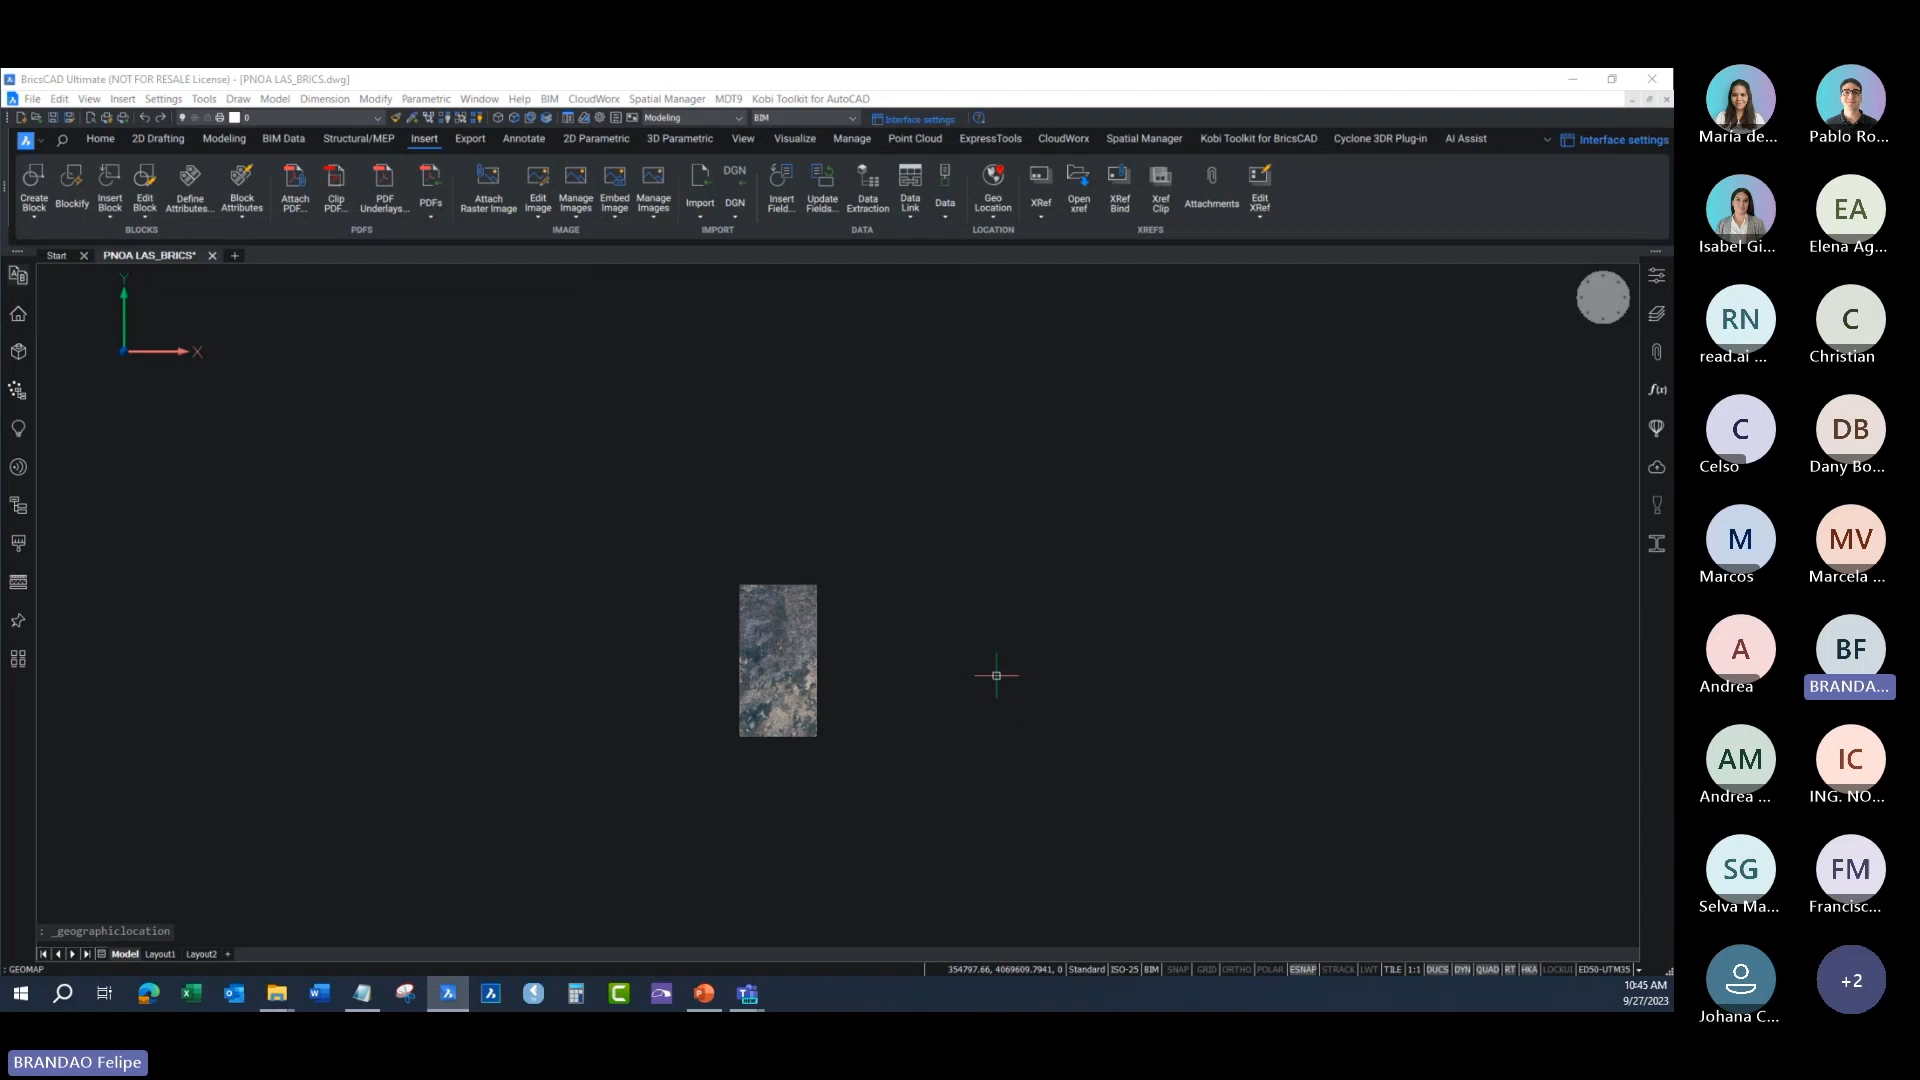 BricsCAD Ultimate (NOT FOR RESALE License) - [PNOA LAS_BRICS.dwg]
File Edit View Insert Settings Tools Draw Model Dimension Modify Parametric Window Help BIM CloudWorx Spatial Manager MDT9 Kobi Toolkit for AutoCAD
0 Modeling BIM Interface settings
Home 2D Drafting Modeling BIM Data Structural/MEP Insert Export Annotate 2D Parametric 3D Parametric View Visualize Manage Point Cloud ExpressTools CloudWorx Spatial Manager Kobi Toolkit for BricsCAD Cyclone 3DR Plug-in AI Assist Interface settings
Create Block Blockify Insert Block Edit Block Define Attributes... Block Attributes Attach PDF... Clip PDF... PDF Underlays... PDFs Attach Raster Image Edit Image Manage Images Embed Image Manage Images Import DGN DGN Insert Field... Update Fields... Data Extraction Data Link Data Geo Location XRef Open xref XRef Bind Xref Clip Attachments Edit XRef
BLOCKS PDFS IMAGE IMPORT DATA LOCATION XREFS
Start PNOA LAS_BRICS* +
Y
X
f(x)
: _geographiclocation
Model Layout1 Layout2 +
: GEOMAP
354797.66, 4069609.7941, 0 Standard ISO-25 BIM SNAP GRID ORTHO POLAR ESNAP STRACK LWT TILE 1:1 DUCS DYN QUAD RT HKA LOCKUI ED50-UTM35
10:45 AM
9/27/2023
BRANDAO Felipe
María de...
Pablo Ro...
Isabel Gi...
EA
Elena Ag...
RN
read.ai ...
C
Christian
C
Celso
DB
Dany Bo...
M
Marcos
MV
Marcela ...
A
Andrea
BF
BRANDA...
AM
Andrea ...
IC
ING. NO...
SG
Selva Ma...
FM
Francisc...
Johana C...
+2